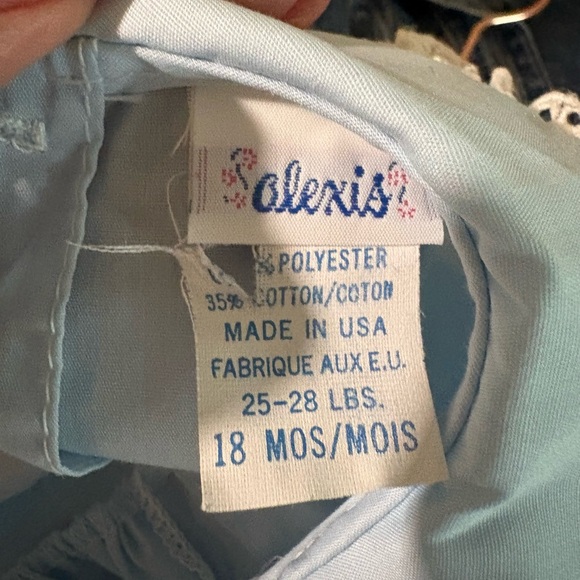 alexis
% POLYESTER
35% COTTON/COTON
MADE IN USA
FABRIQUE AUX E.U.
25-28 LBS.
18 MOS/MOIS